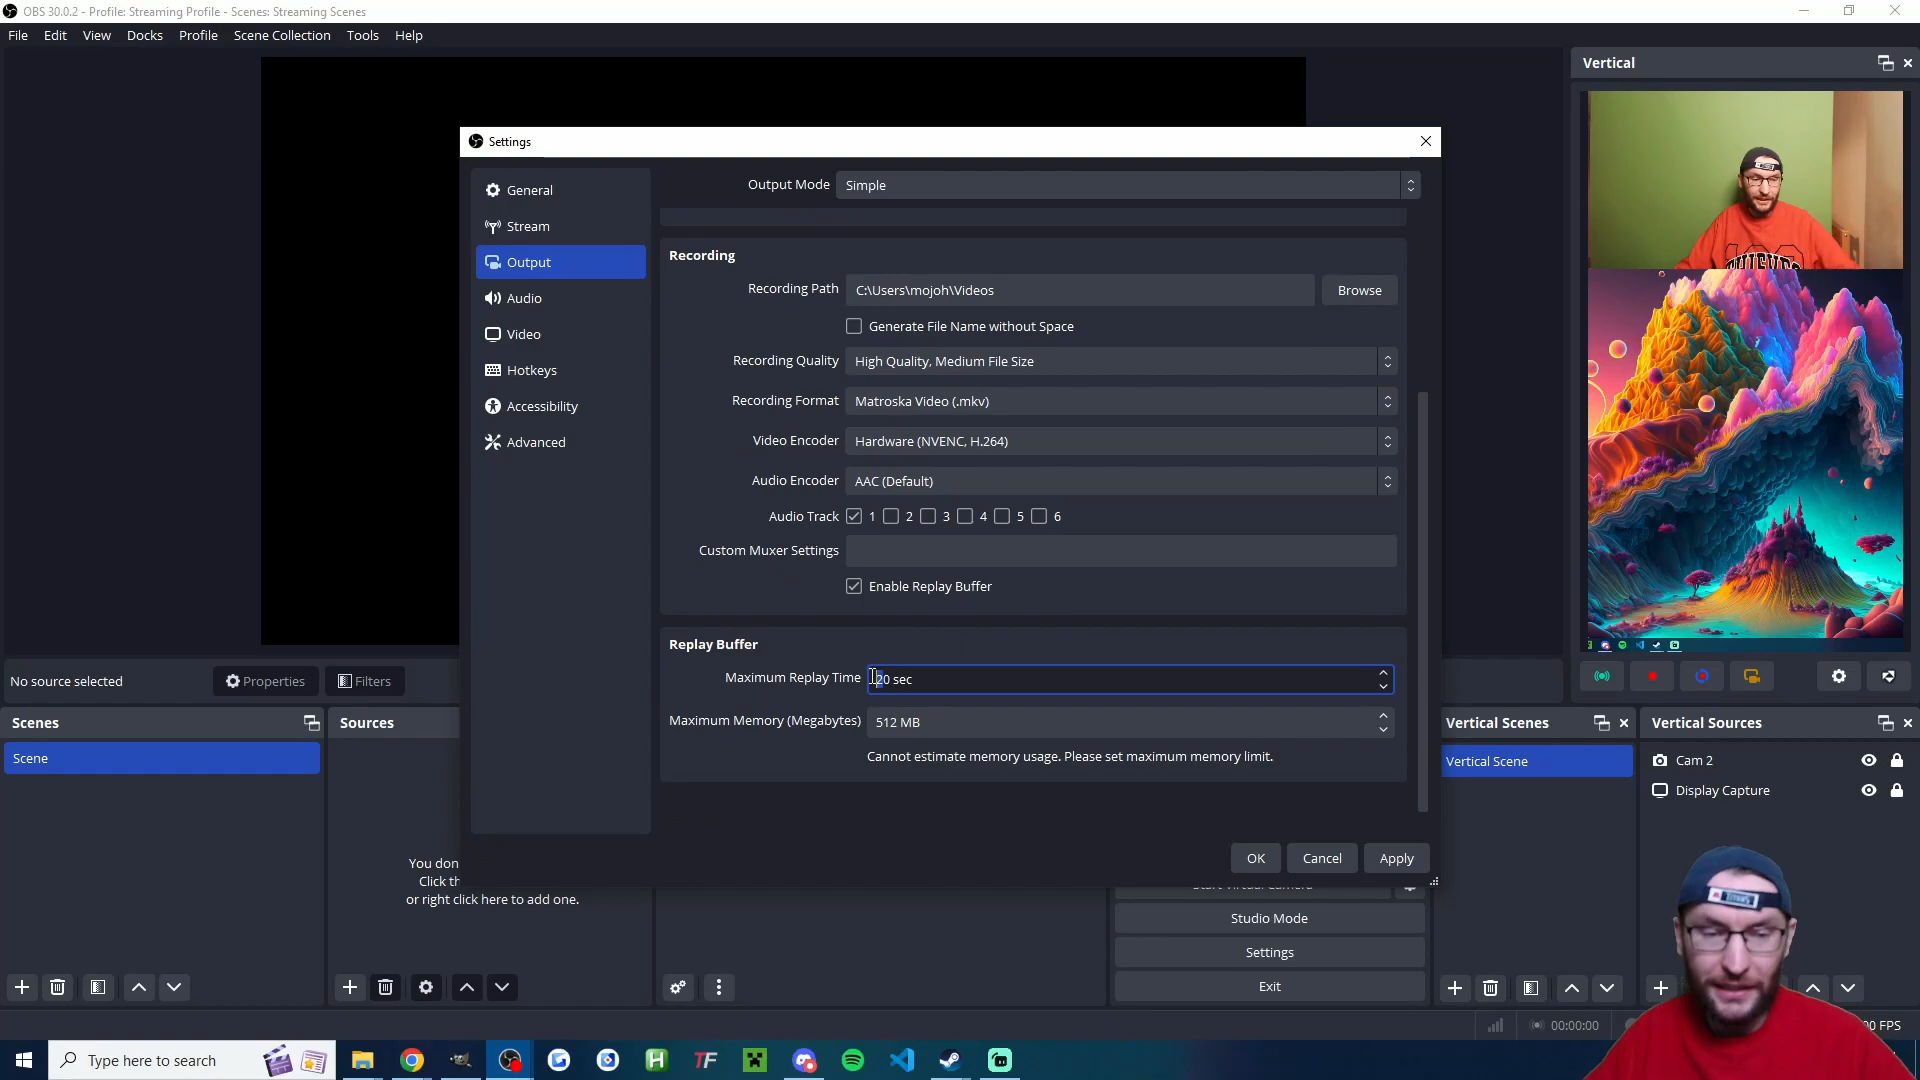 OBS 30.0.2 - Profile: Streaming Profile - Scenes: Streaming Scenes
File Edit View Docks Profile Scene Collection Tools Help
Vertical
Settings
General
Stream
Output
Audio
Video
Hotkeys
Accessibility
Advanced
Output Mode Simple
Recording
Recording Path C:\Users\mojoh\Videos Browse
Generate File Name without Space
Recording Quality High Quality, Medium File Size
Recording Format Matroska Video (.mkv)
Video Encoder Hardware (NVENC, H.264)
Audio Encoder AAC (Default)
Audio Track 1 2 3 4 5 6
Custom Muxer Settings
Enable Replay Buffer
Replay Buffer
Maximum Replay Time 20 sec
Maximum Memory (Megabytes) 512 MB
Cannot estimate memory usage. Please set maximum memory limit.
OK Cancel Apply
No source selected Properties Filters
Scenes
Scene
Sources
You don
Click th
or right click here to add one.
Studio Mode
Settings
Exit
Vertical Scenes
Vertical Scene
Vertical Sources
Cam 2
Display Capture
00:00:00
00 FPS
Type here to search